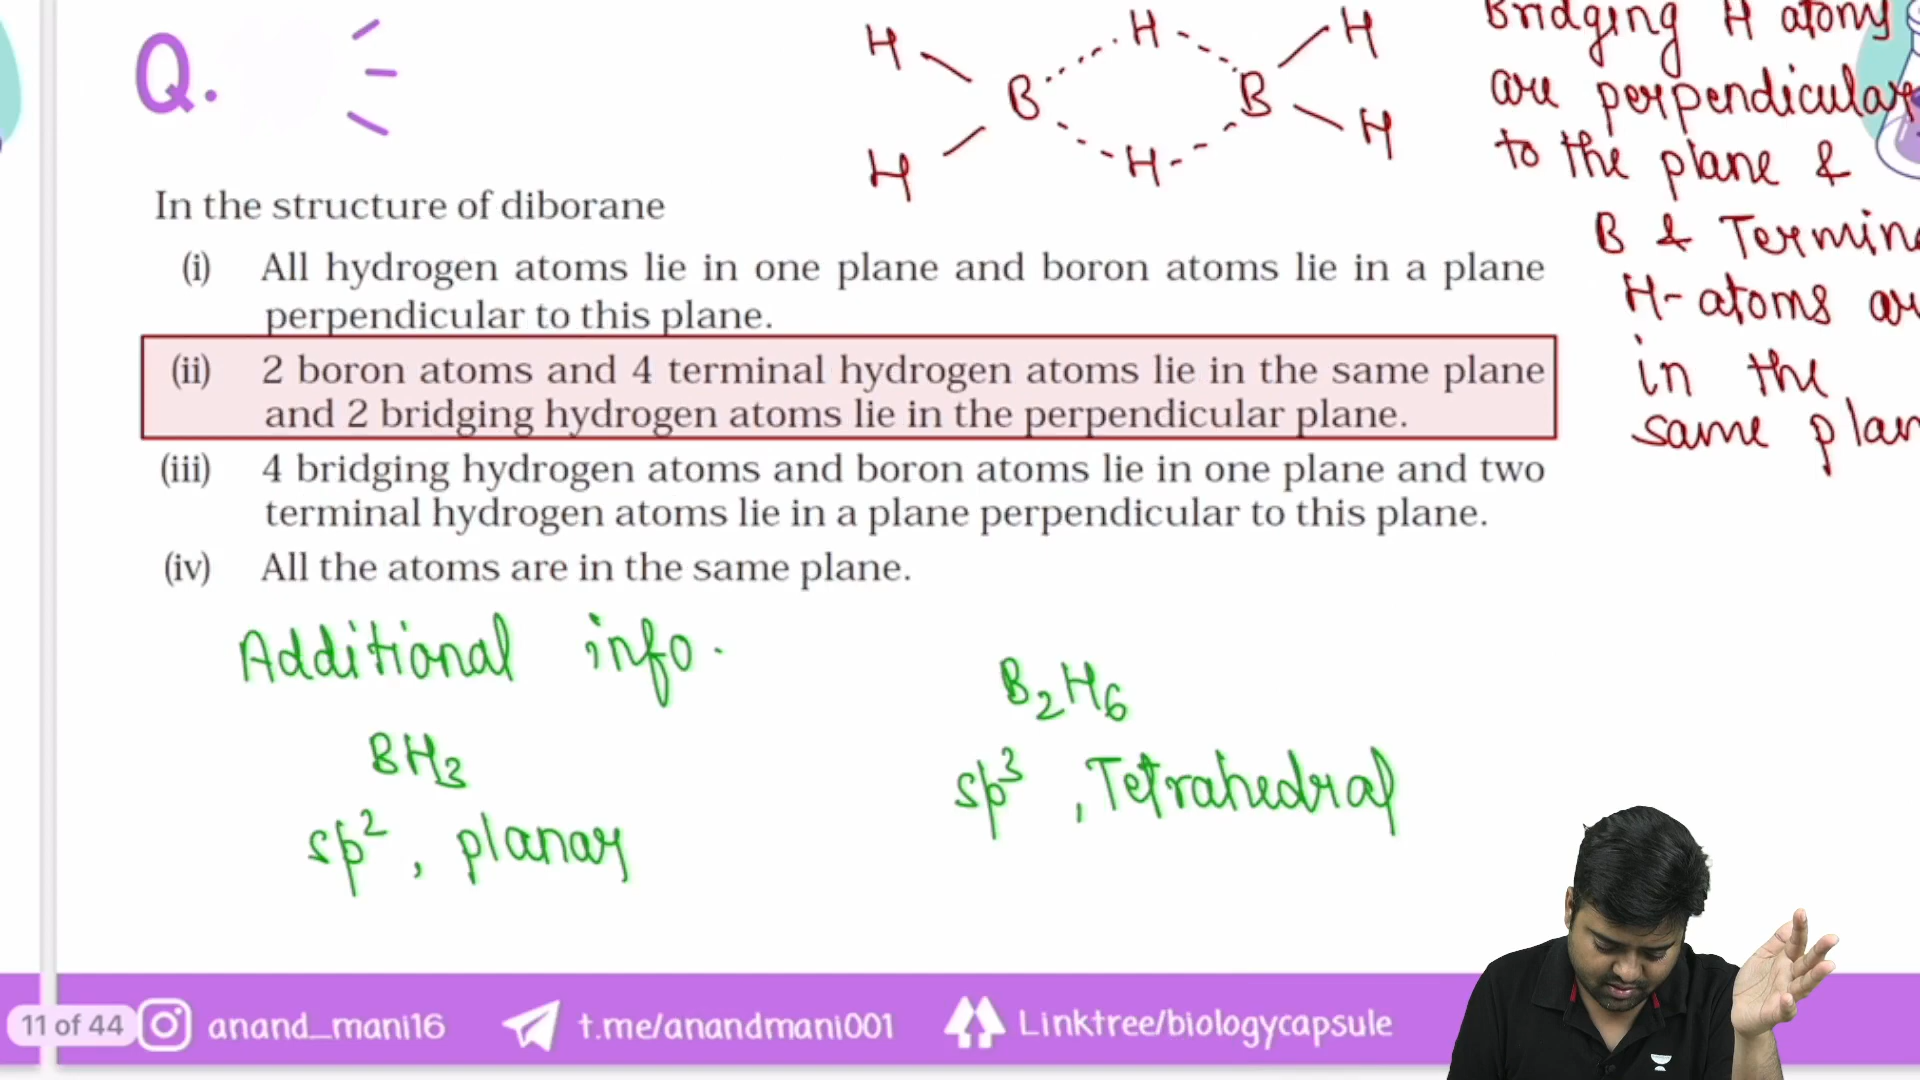 Q.
H H H
B B
H H H
Bridging H atoms
are perpendicular
to the plane &
B &
H-atoms
in the
same
In the structure of diborane
(i) All hydrogen atoms lie in one plane and boron atoms lie in a plane
perpendicular to this plane.
(ii) 2 boron atoms and 4 terminal hydrogen atoms lie in the same plane
and 2 bridging hydrogen atoms lie in the perpendicular plane.
(iii) 4 bridging hydrogen atoms and boron atoms lie in one plane and two
terminal hydrogen atoms lie in a plane perpendicular to this plane.
(iv) All the atoms are in the same plane.
Additional info.
BH₃
sp², planar
B₂H₆
sp³, Tetrahedral
11 of 44 anand_mani16 t.me/anandmani001 Linktree/biologycapsule